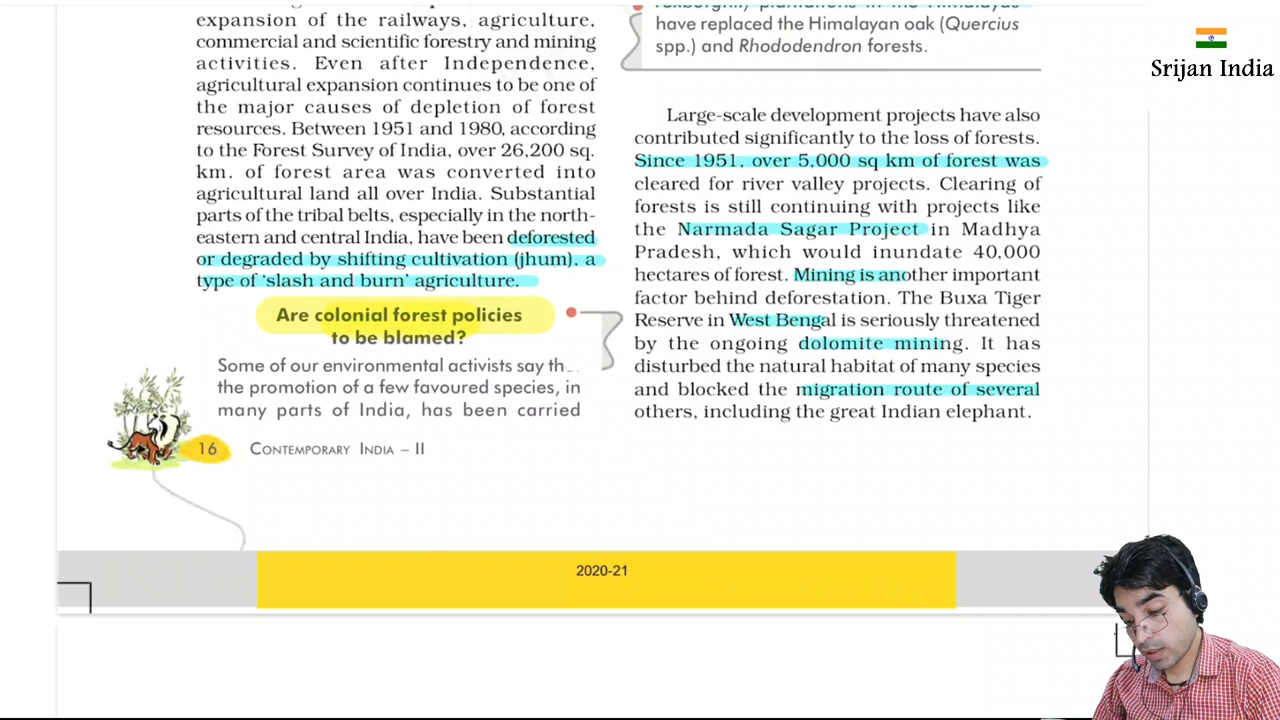 expansion of the railways, agriculture,
commercial and scientific forestry and mining
activities. Even after Independence,
agricultural expansion continues to be one of
the major causes of depletion of forest
resources. Between 1951 and 1980, according
to the Forest Survey of India, over 26,200 sq.
km. of forest area was converted into
agricultural land all over India. Substantial
parts of the tribal belts, especially in the north-
eastern and central India, have been deforested
or degraded by shifting cultivation (jhum), a
type of ‘slash and burn’ agriculture.
Are colonial forest policies
to be blamed?
Some of our environmental activists say
the promotion of a few favoured species, in
many parts of India, has been carried
16 CONTEMPORARY INDIA – II
plantations in the Himalayas
have replaced the Himalayan oak (Quercius
spp.) and Rhododendron forests.
Large-scale development projects have also
contributed significantly to the loss of forests.
Since 1951, over 5,000 sq km of forest was
cleared for river valley projects. Clearing of
forests is still continuing with projects like
the Narmada Sagar Project in Madhya
Pradesh, which would inundate 40,000
hectares of forest. Mining is another important
factor behind deforestation. The Buxa Tiger
Reserve in West Bengal is seriously threatened
by the ongoing dolomite mining. It has
disturbed the natural habitat of many species
and blocked the migration route of several
others, including the great Indian elephant.
2020-21
Srijan India